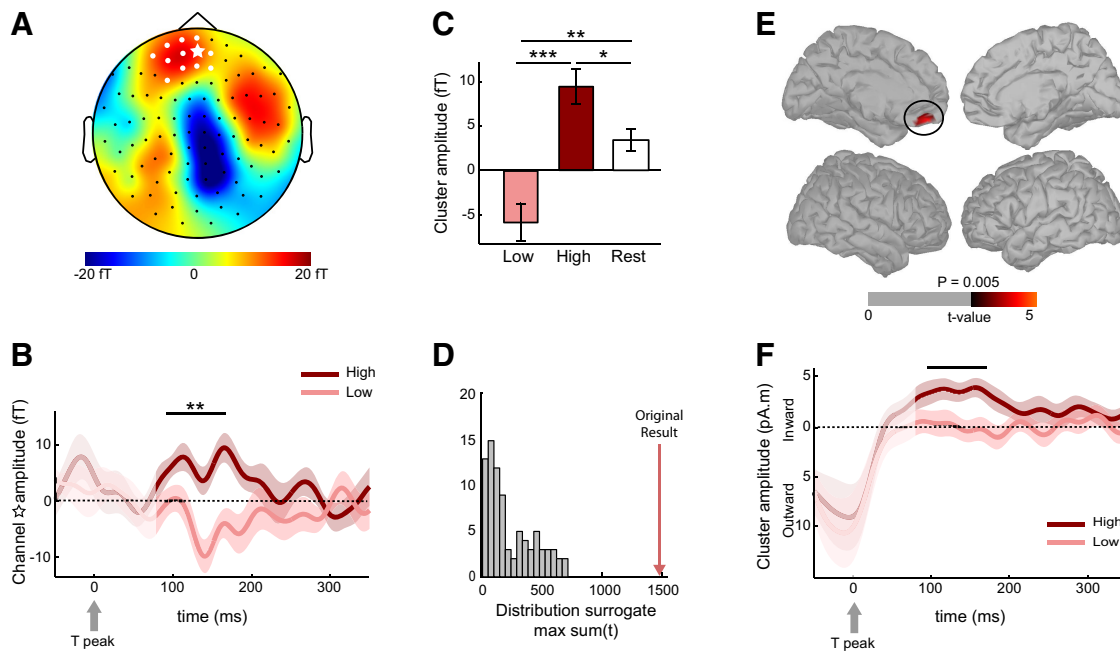 A
-20 fT
0
20 fT
B
High
Low
**
Channel ☆ amplitude (fT)
10
0
-10
0
100
200
300
time (ms)
T peak
C
**
***
*
Cluster amplitude (fT)
10
5
0
-5
Low
High
Rest
D
20
15
10
5
0
Original
Result
0
500
1000
1500
Distribution surrogate
max sum(t)
E
P = 0.005
0
t-value
5
F
Cluster amplitude (pA.m)
Inward
Outward
5
0
5
10
High
Low
0
100
200
300
time (ms)
T peak